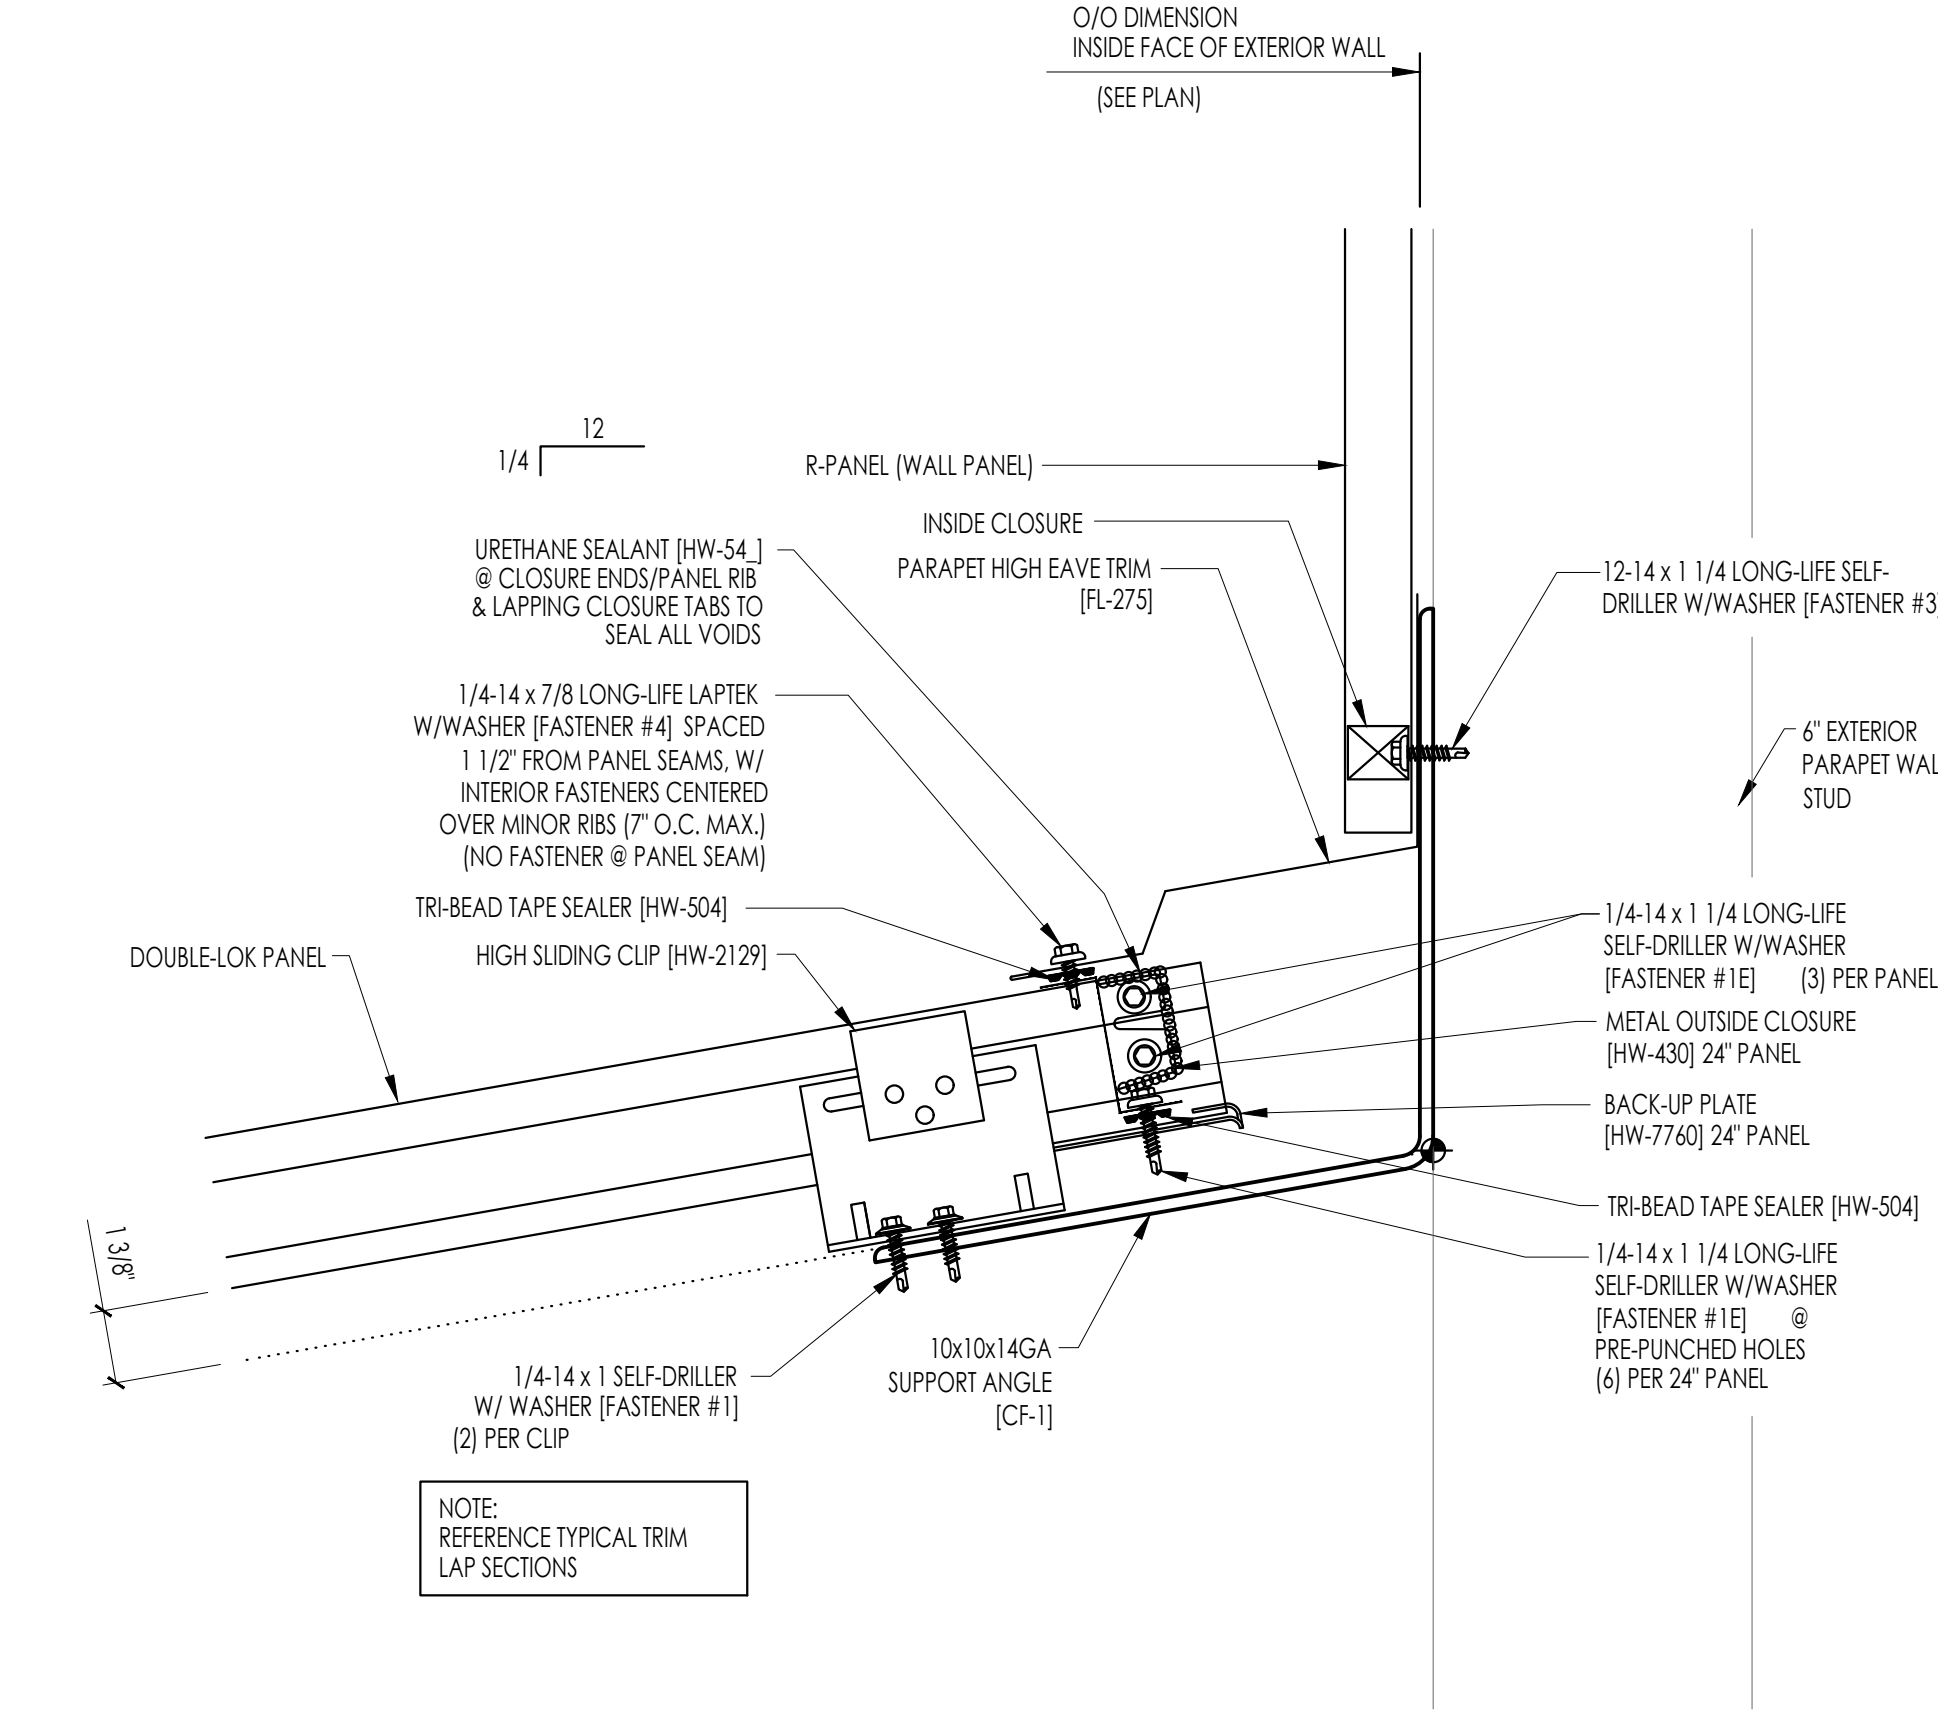 O/O DIMENSION
INSIDE FACE OF EXTERIOR WALL
(SEE PLAN)
12
1/4
R-PANEL (WALL PANEL)
INSIDE CLOSURE
PARAPET HIGH EAVE TRIM
[FL-275]
URETHANE SEALANT [HW-54_]
@ CLOSURE ENDS/PANEL RIB
& LAPPING CLOSURE TABS TO
SEAL ALL VOIDS
1/4-14 x 7/8 LONG-LIFE LAPTEK
W/WASHER [FASTENER #4] SPACED
1 1/2" FROM PANEL SEAMS, W/
INTERIOR FASTENERS CENTERED
OVER MINOR RIBS (7" O.C. MAX.)
(NO FASTENER @ PANEL SEAM)
TRI-BEAD TAPE SEALER [HW-504]
HIGH SLIDING CLIP [HW-2129]
DOUBLE-LOK PANEL
1 3/8"
1/4-14 x 1 SELF-DRILLER
W/ WASHER [FASTENER #1]
(2) PER CLIP
10x10x14GA
SUPPORT ANGLE
[CF-1]
12-14 x 1 1/4 LONG-LIFE SELF-
DRILLER W/WASHER [FASTENER #3]
6" EXTERIOR
PARAPET WAL
STUD
1/4-14 x 1 1/4 LONG-LIFE
SELF-DRILLER W/WASHER
[FASTENER #1E] (3) PER PANEL
METAL OUTSIDE CLOSURE
[HW-430] 24" PANEL
BACK-UP PLATE
[HW-7760] 24" PANEL
TRI-BEAD TAPE SEALER [HW-504]
1/4-14 x 1 1/4 LONG-LIFE
SELF-DRILLER W/WASHER
[FASTENER #1E] @
PRE-PUNCHED HOLES
(6) PER 24" PANEL
NOTE:
REFERENCE TYPICAL TRIM
LAP SECTIONS